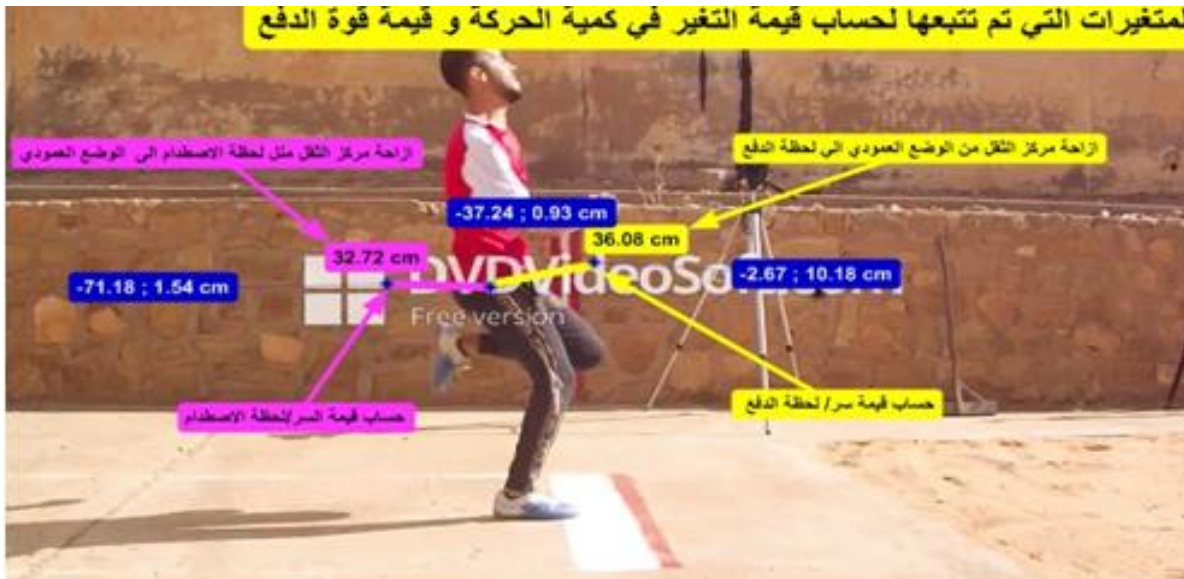 لمتغيرات التي تم تتبعها لحساب قيمة التغير في كمية الحركة و قيمة قوة الدفع
ازاحة مركز الثقل من الوضع العمودي الى لحظة الدفع
ازاحة مركز الثقل مثل لحظة الاصطدام الى الوضع العمودي
-37.24 ; 0.93 cm
36.08 cm
32.72 cm
-2.67 ; 10.18 cm
-71.18 ; 1.54 cm
DVDVideoSoft.com
Free version
حساب قيمة سر/ لحظة الدفع
حساب قيمة السر/لحظة الاصطدام